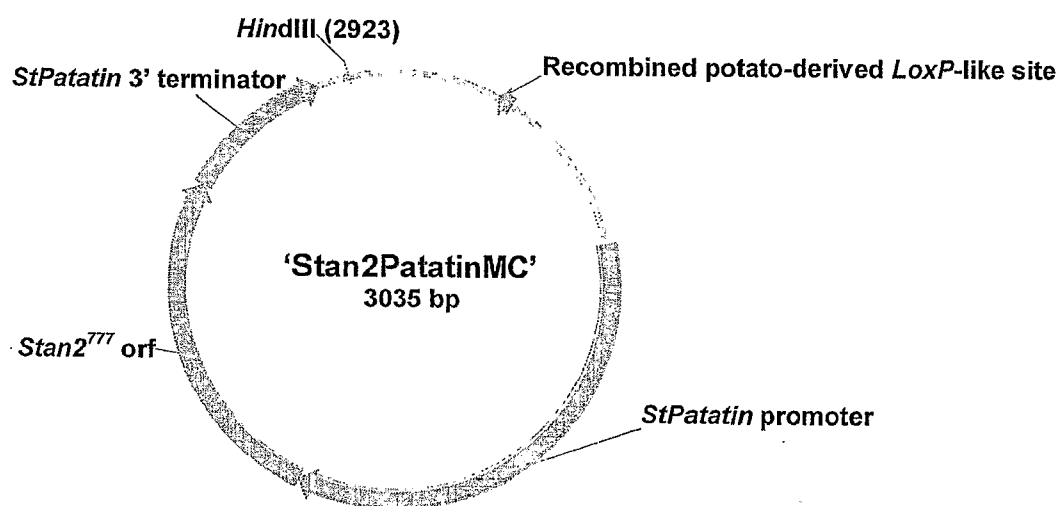 HindIII (2923)
StPatatin 3' terminator
Recombined potato-derived LoxP-like site
'Stan2PatatinMC'
3035 bp
Stan2⁷⁷⁷ orf
StPatatin promoter